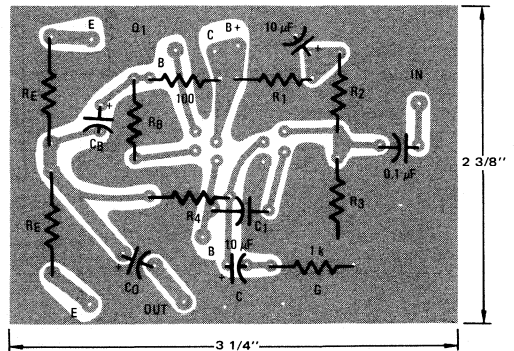 E Q1 B+ 10 µF
B C + IN
RE + 100 R1 R2
CB RB
0.1 µF
2 3/8"
RE R4 C1 R3
B 10 µF 1k
+ CO + C G
E OUT
3 1/4"